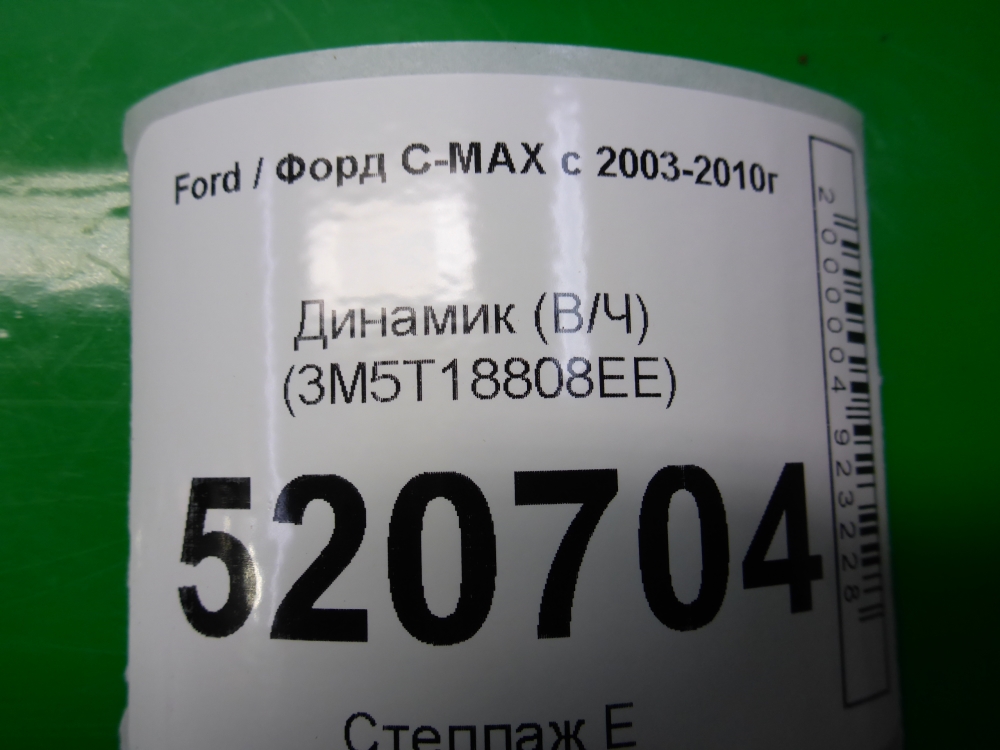 Ford / Форд C-MAX с 2003-2010г
Динамик (В/Ч)
(3M5T18808EE)
520704
Стеллаж Е
2000004923228